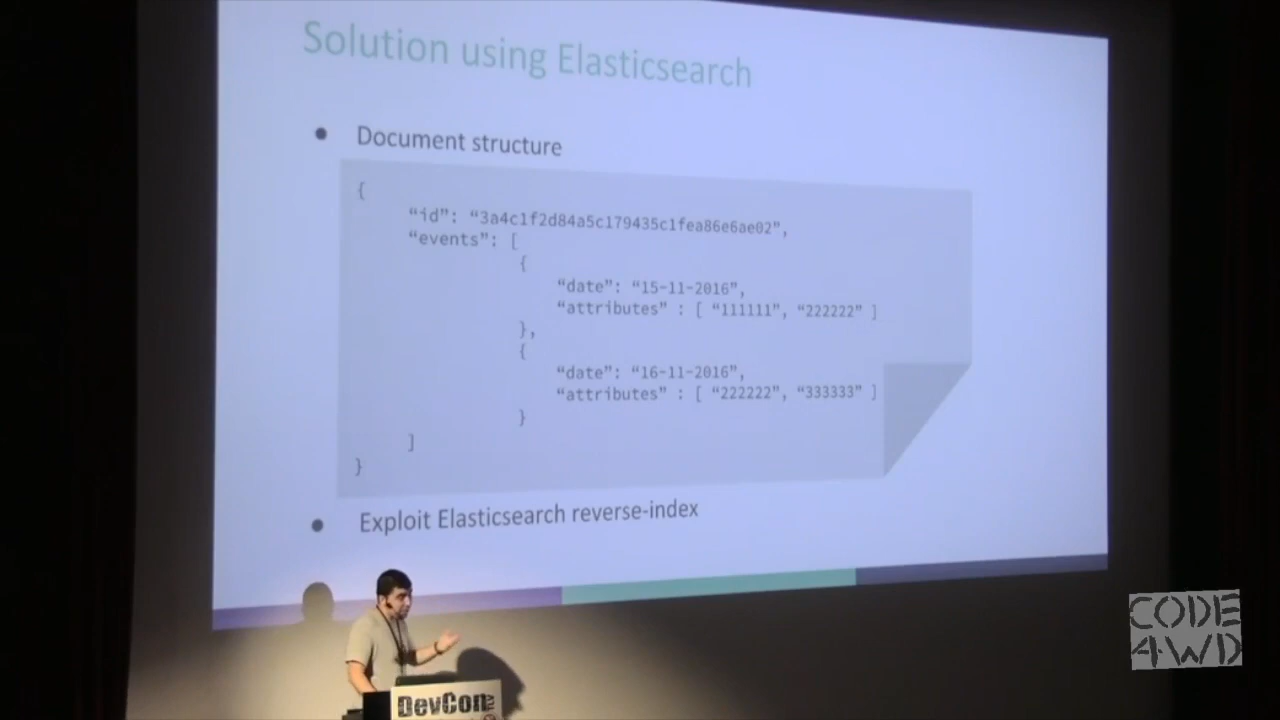 Solution using Elasticsearch
● Document structure
{
“id”: “3a4c1f2d84a5c179435c1fea86e6ae02”,
“events”: [
{
“date”: “15-11-2016”,
“attributes” : [ “111111”, “222222” ]
},
{
“date”: “16-11-2016”,
“attributes” : [ “222222”, “333333” ]
}
]
}
● Exploit Elasticsearch reverse-index
DevCon
CODE
4WD